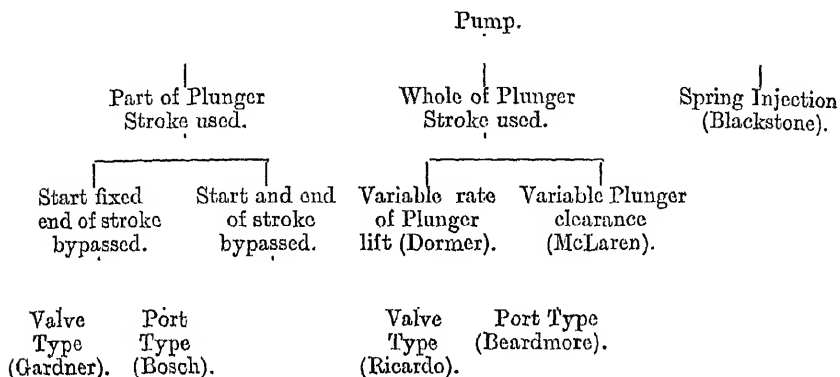 Pump.
Part of Plunger
Stroke used.
Whole of Plunger
Stroke used.
Spring Injection
(Blackstone).
Start fixed
end of stroke
bypassed.
Start and end
of stroke
bypassed.
Variable rate
of Plunger
lift (Dormer).
Variable Plunger
clearance
(McLaren).
Valve
Type
(Gardner).
Port
Type
(Bosch).
Valve
Type
(Ricardo).
Port Type
(Beardmore).